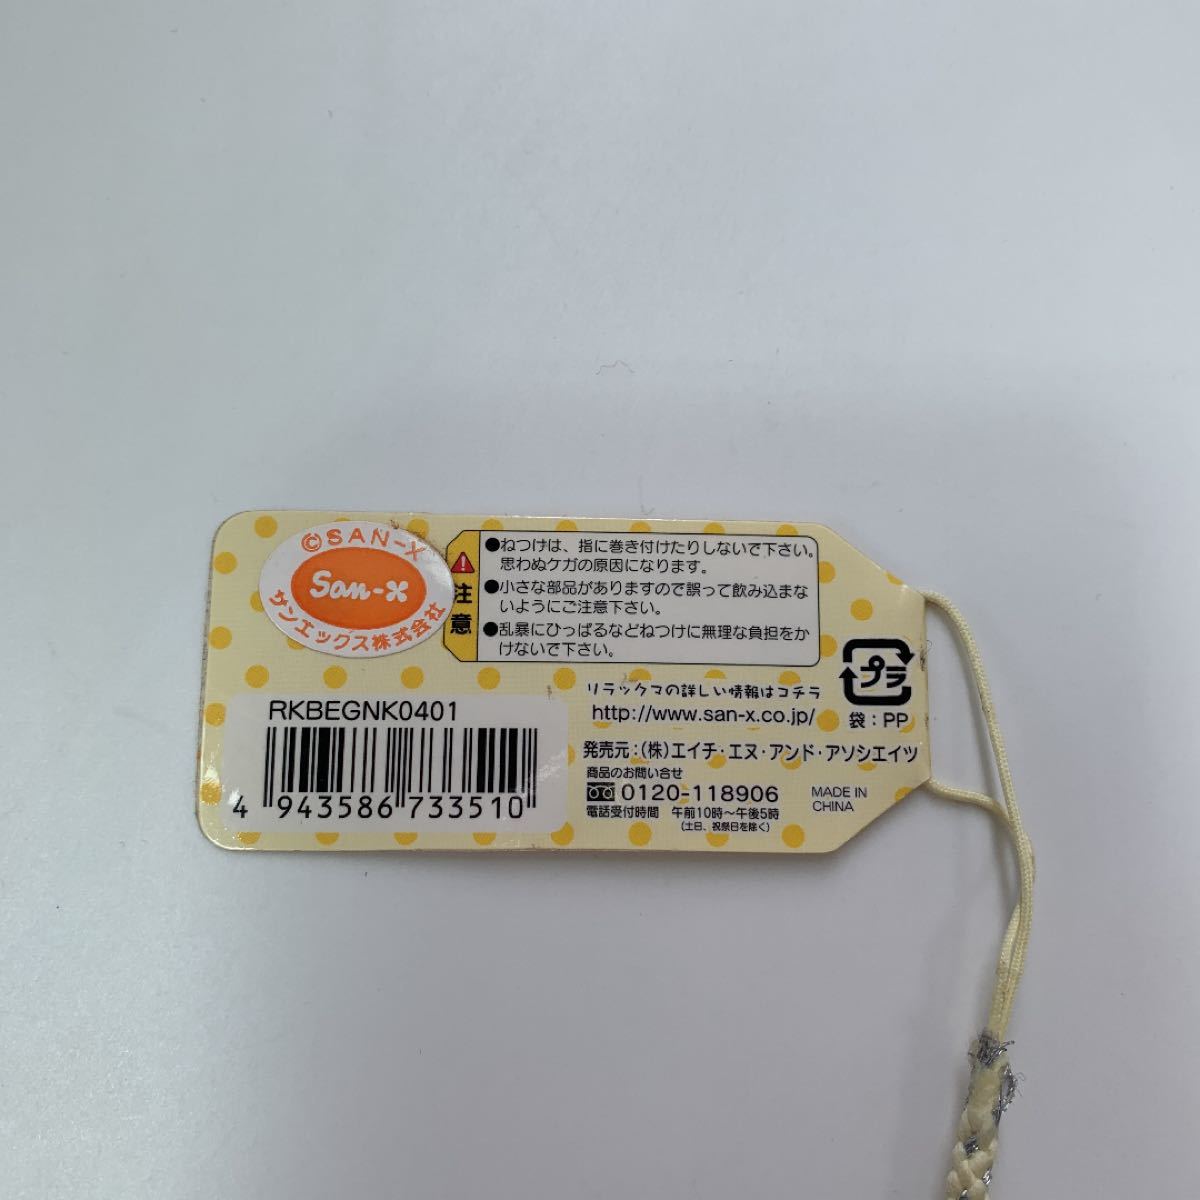 ©SAN-X
San-x
サンエックス株式会社
注意
●ねつけは、指に巻き付けたりしないで下さい。
思わぬケガの原因になります。
●小さな部品がありますので誤って飲み込まな
いようにご注意下さい。
●乱暴にひっぱるなどねつけに無理な負担をか
けないで下さい。
RKBEGNK0401
4 943586 733510
リラックマの詳しい情報はコチラ
http://www.san-x.co.jp/
プラ
袋：PP
発売元：(株)エイチ・エヌ・アンド・アソシエイツ
商品のお問い合せ
0120-118906
電話受付時間 午前10時～午後5時
(土日、祝祭日を除く)
MADE IN
CHINA